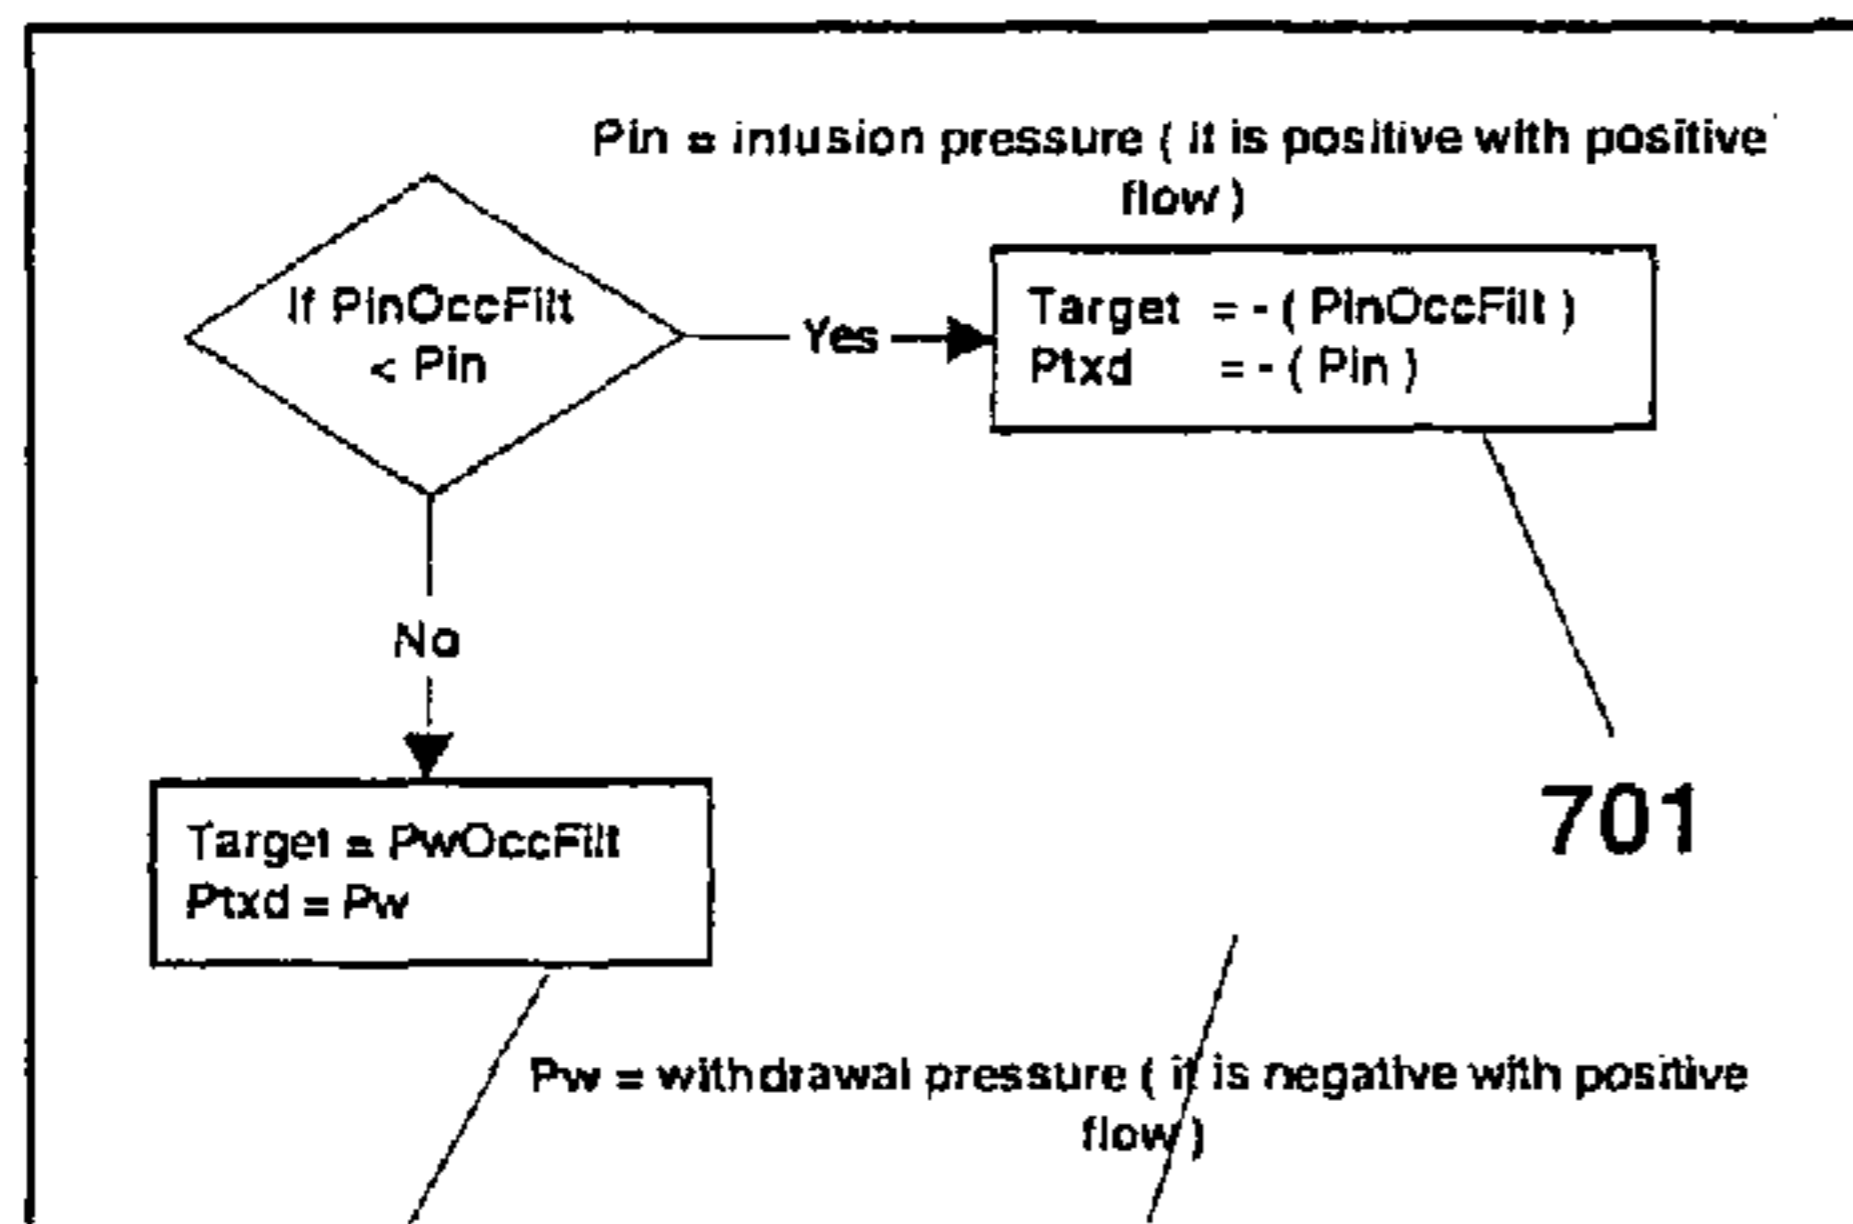 Pin = infusion pressure ( it is positive with positive
flow )
If PinOccFilt
< Pin
Yes
Target = - ( PinOccFilt )
Ptxd = - ( Pin )
No
701
Target = PwOccFilt
Ptxd = Pw
Pw = withdrawal pressure ( it is negative with positive
flow )